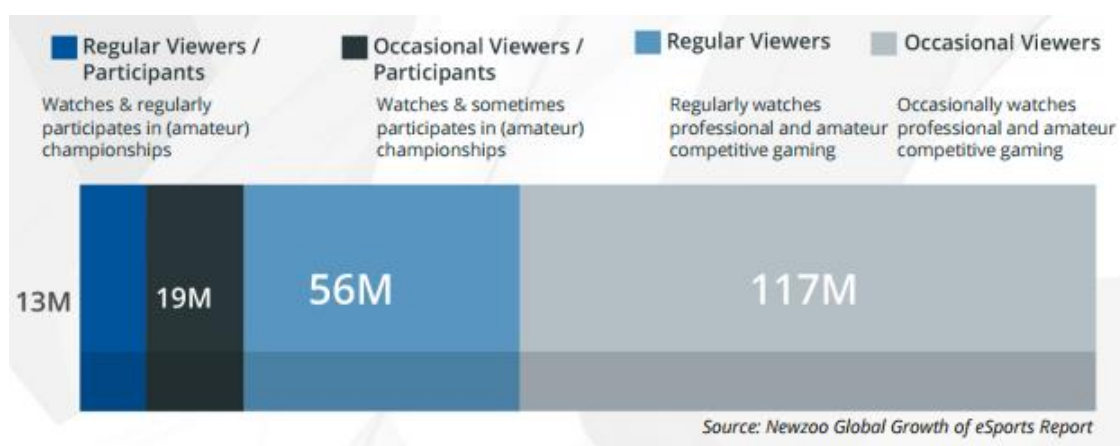 Regular Viewers /
Participants
Watches & regularly
participates in (amateur)
championships
Occasional Viewers /
Participants
Watches & sometimes
participates in (amateur)
championships
Regular Viewers
Regularly watches
professional and amateur
competitive gaming
Occasional Viewers
Occasionally watches
professional and amateur
competitive gaming
13M
19M
56M
117M
Source: Newzoo Global Growth of eSports Report